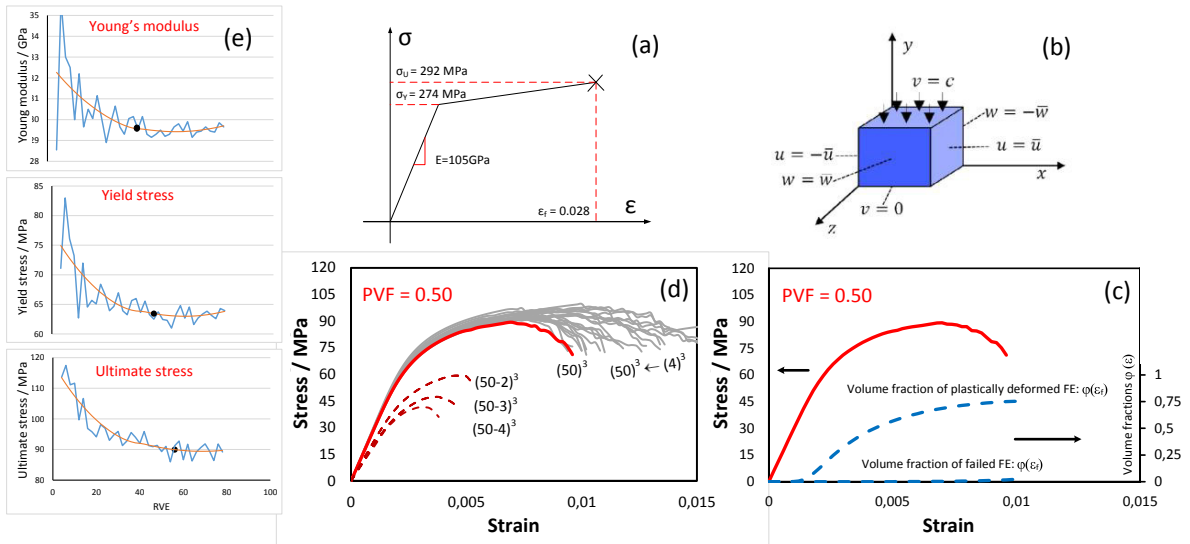 Young's modulus
(e)
Young modulus / GPa
35
34
33
32
31
30
29
28
Yield stress
Yield stress / MPa
85
80
75
70
65
60
Ultimate stress
Ultimate stress / MPa
120
110
100
90
80
0 20 40 60 80 100
RVE
(a)
σ
σU = 292 MPa
σY = 274 MPa
E=105GPa
εf = 0.028
ε
(b)
y
v = c
w = −w̅
u = −u̅
u = u̅
w = w̅
x
v = 0
z
(d)
PVF = 0.50
Stress / MPa
120
105
90
75
60
45
30
15
0
(50)³
(50)³ ← (4)³
(50-2)³
(50-3)³
(50-4)³
0 0,005 0,01 0,015
Strain
(c)
PVF = 0.50
Stress / MPa
120
105
90
75
60
45
30
15
0
Volume fraction of plastically deformed FE: φ(εf)
Volume fraction of failed FE: φ(εf)
Volume fractions φ (ε)
1
0,75
0,5
0,25
0
0 0,005 0,01 0,015
Strain